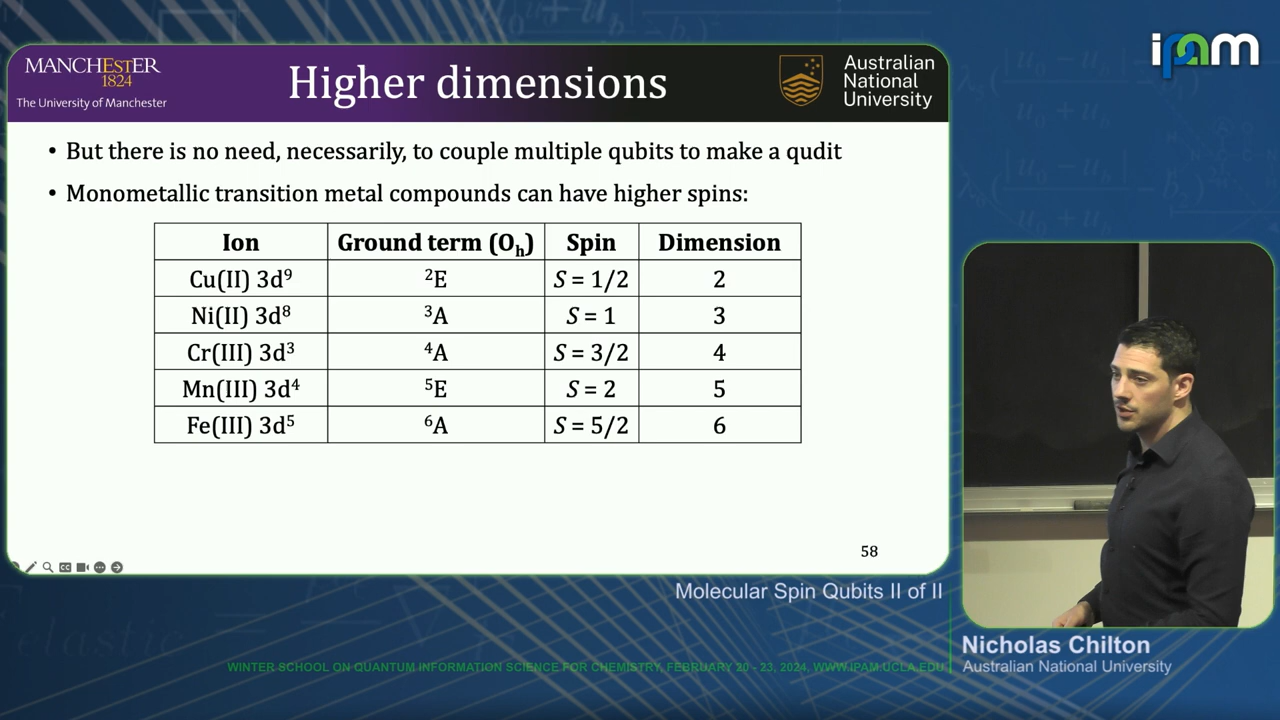 MANCHESTER
1824
The University of Manchester
Higher dimensions
Australian
National
University
ipam
• But there is no need, necessarily, to couple multiple qubits to make a qudit
• Monometallic transition metal compounds can have higher spins:
Ion Ground term (Oₕ) Spin Dimension
Cu(II) 3d⁹ ²E S = 1/2 2
Ni(II) 3d⁸ ³A S = 1 3
Cr(III) 3d³ ⁴A S = 3/2 4
Mn(III) 3d⁴ ⁵E S = 2 5
Fe(III) 3d⁵ ⁶A S = 5/2 6
58
Molecular Spin Qubits II of II
Nicholas Chilton
Australian National University
WINTER SCHOOL ON QUANTUM INFORMATION SCIENCE FOR CHEMISTRY, FEBRUARY 20 - 23, 2024, WWW.IPAM.UCLA.EDU